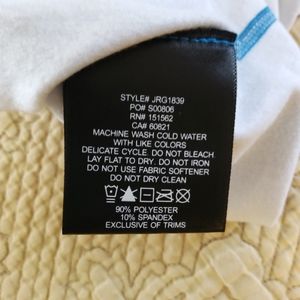 STYLE# JRG1839
PO# S00806
RN# 151562
CA# 60821
MACHINE WASH COLD WATER
WITH LIKE COLORS
DELICATE CYCLE. DO NOT BLEACH.
LAY FLAT TO DRY. DO NOT IRON
DO NOT USE FABRIC SOFTENER
DO NOT DRY CLEAN
90% POLYESTER
10% SPANDEX
EXCLUSIVE OF TRIMS